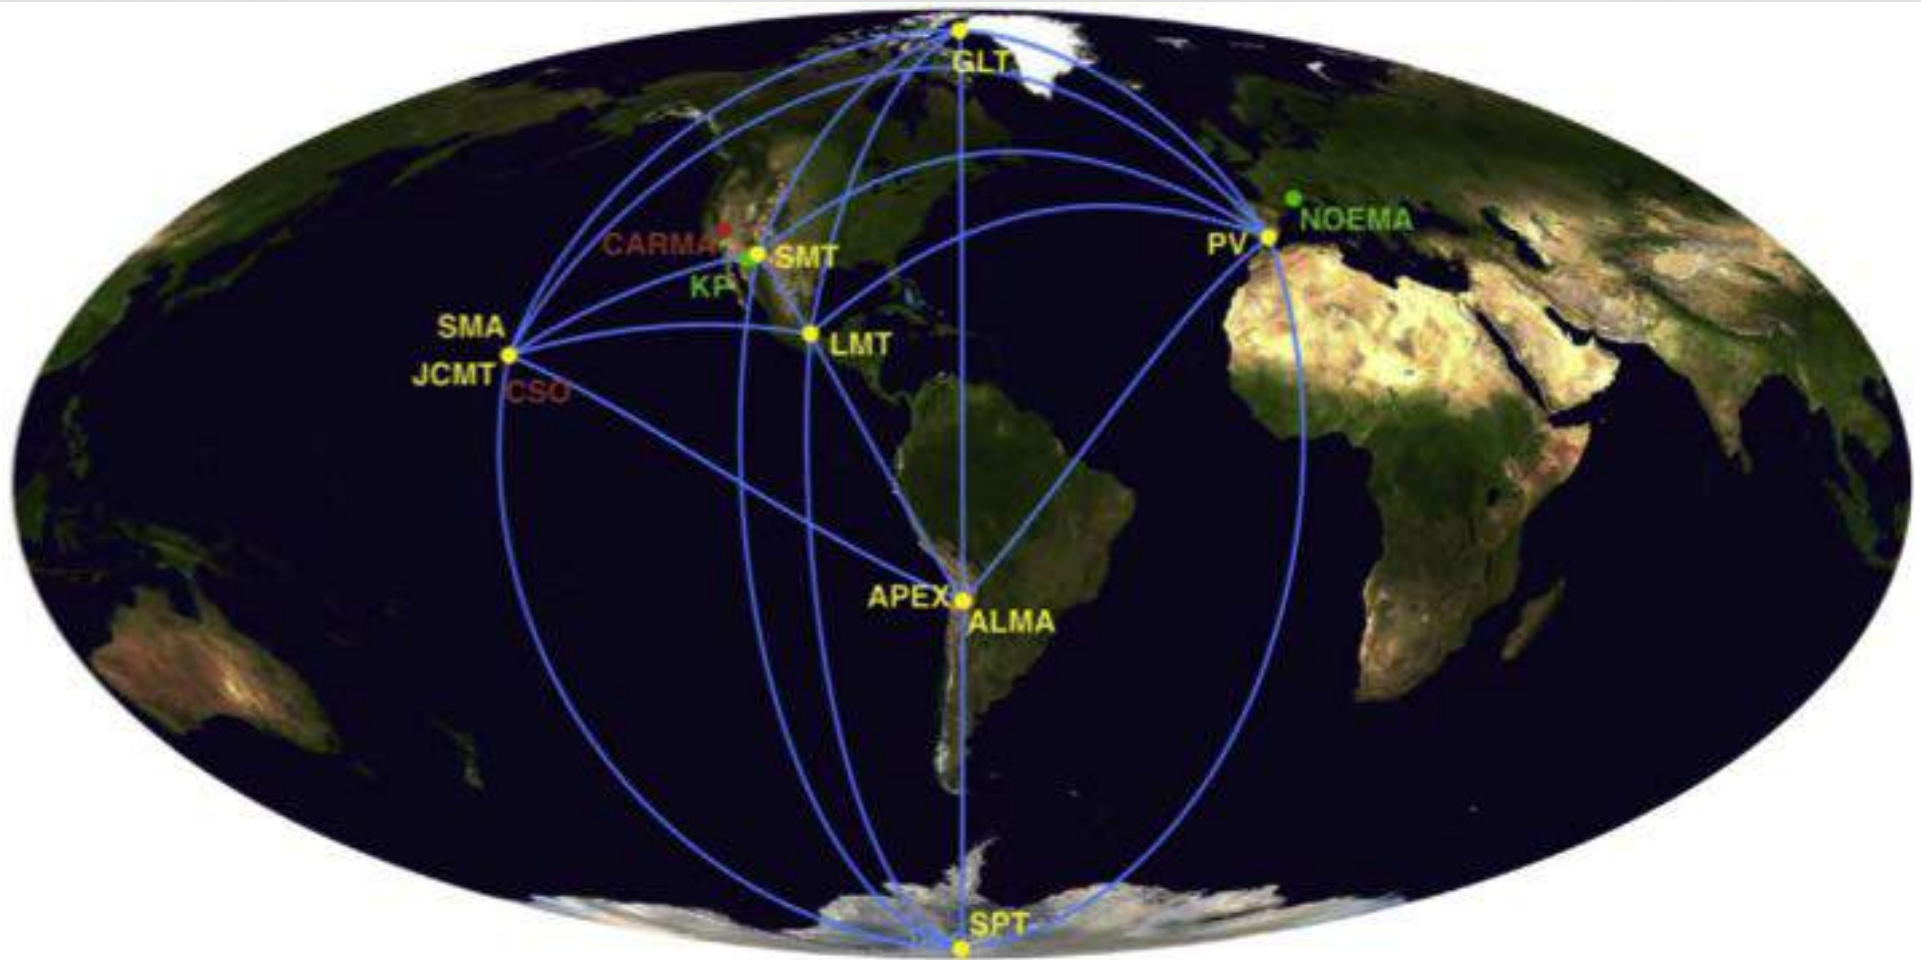 GLT
NOEMA
PV
CARMA
SMT
KP
SMA
LMT
JCMT
CSO
APEX
ALMA
SPT